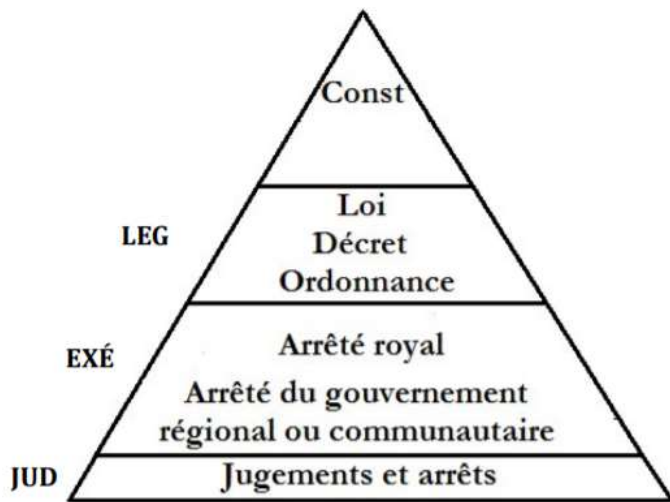 Const
LEG
Loi
Décret
Ordonnance
EXÉ
Arrêté royal
Arrêté du gouvernement
régional ou communautaire
JUD
Jugements et arrêts